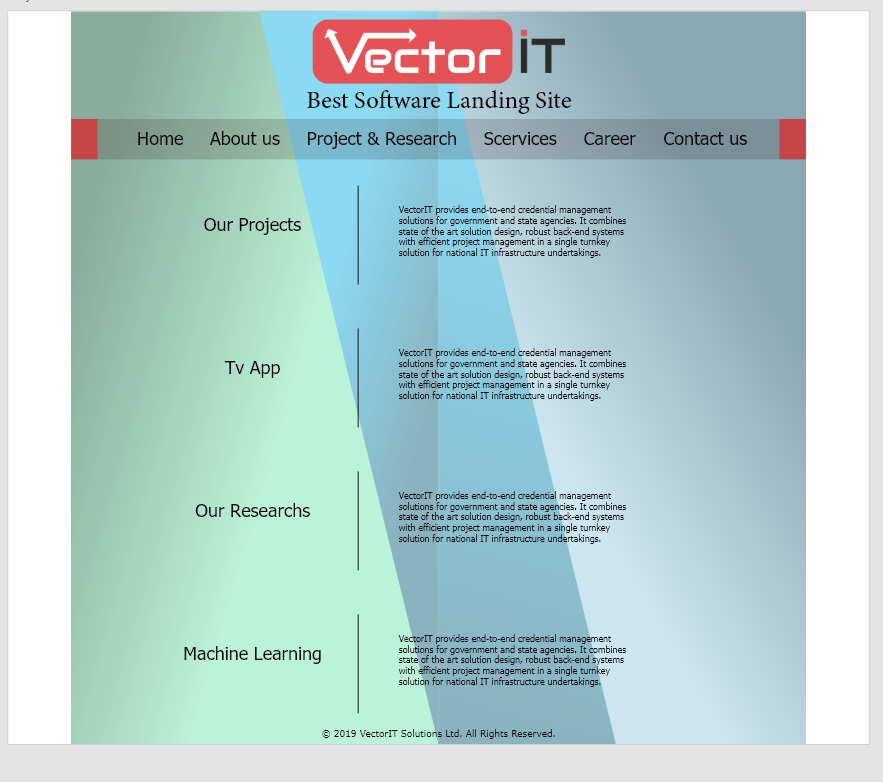 Vector iT
Best Software Landing Site
Home About us Project & Research Scervices Career Contact us
Our Projects
VectorIT provides end-to-end credential management
solutions for government and state agencies. It combines
state of the art solution design, robust back-end systems
with efficient project management in a single turnkey
solution for national IT infrastructure undertakings.
Tv App
VectorIT provides end-to-end credential management
solutions for government and state agencies. It combines
state of the art solution design, robust back-end systems
with efficient project management in a single turnkey
solution for national IT infrastructure undertakings.
Our Researchs
VectorIT provides end-to-end credential management
solutions for government and state agencies. It combines
state of the art solution design, robust back-end systems
with efficient project management in a single turnkey
solution for national IT infrastructure undertakings.
Machine Learning
VectorIT provides end-to-end credential management
solutions for government and state agencies. It combines
state of the art solution design, robust back-end systems
with efficient project management in a single turnkey
solution for national IT infrastructure undertakings.
© 2019 VectorIT Solutions Ltd. All Rights Reserved.